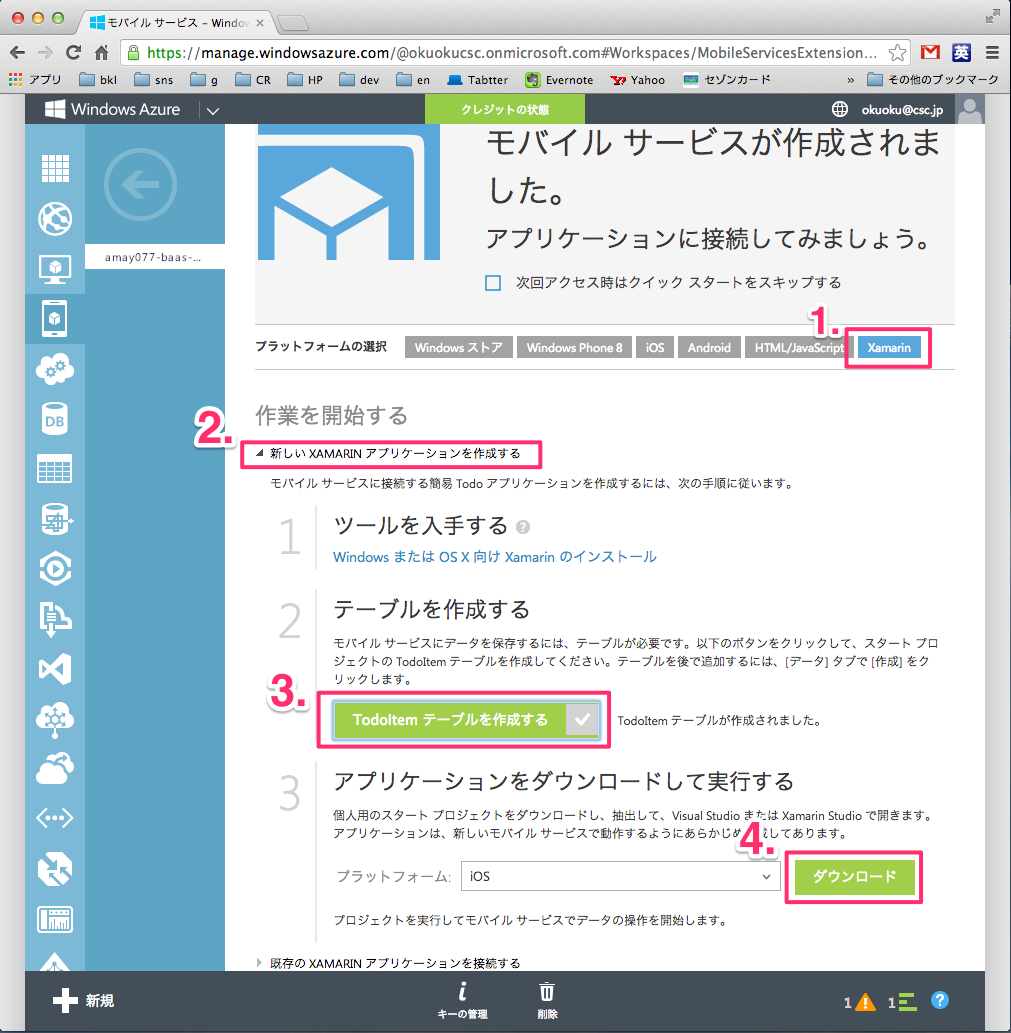 モバイル サービス - Windo
https://manage.windowsazure.com/@okuokucsc.onmicrosoft.com#Workspaces/MobileServicesExtension...
英
アプリ bkl sns g CR HP dev en Tabtter Evernote Yahoo セゾンカード » その他のブックマーク
Windows Azure クレジットの状態 okuoku@csc.jp
モバイル サービスが作成されま
した。
アプリケーションに接続してみましょう。
amay077-baas-...
次回アクセス時はクイック スタートをスキップする
1.
プラットフォームの選択 Windows ストア Windows Phone 8 iOS Android HTML/JavaScript Xamarin
作業を開始する
2.
新しい XAMARIN アプリケーションを作成する
モバイル サービスに接続する簡易 Todo アプリケーションを作成するには、次の手順に従います。
1 ツールを入手する ?
Windows または OS X 向け Xamarin のインストール
2 テーブルを作成する
モバイル サービスにデータを保存するには、テーブルが必要です。以下のボタンをクリックして、スタート プロ
ジェクトの TodoItem テーブルを作成してください。テーブルを後で追加するには、[データ] タブで [作成] をク
リックします。
3.
TodoItem テーブルを作成する TodoItem テーブルが作成されました。
3 アプリケーションをダウンロードして実行する
個人用のスタート プロジェクトをダウンロードし、抽出して、Visual Studio または Xamarin Studio で開きます。
アプリケーションは、新しいモバイル サービスで動作するようにあらかじめ 成してあります。
4.
プラットフォーム: iOS ダウンロード
プロジェクトを実行してモバイル サービスでデータの操作を開始します。
既存の XAMARIN アプリケーションを接続する
DB
新規 キーの管理 削除 1 1 ?